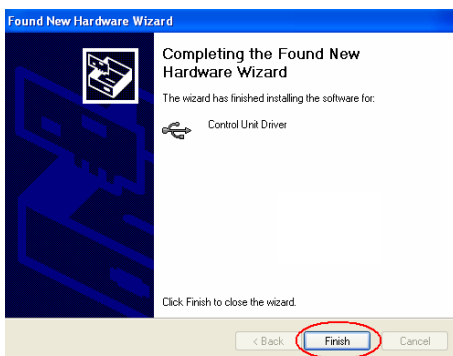 Found New Hardware Wizard
Completing the Found New
Hardware Wizard
The wizard has finished installing the software for:
Control Unit Driver
Click Finish to close the wizard.
< Back
Finish
Cancel